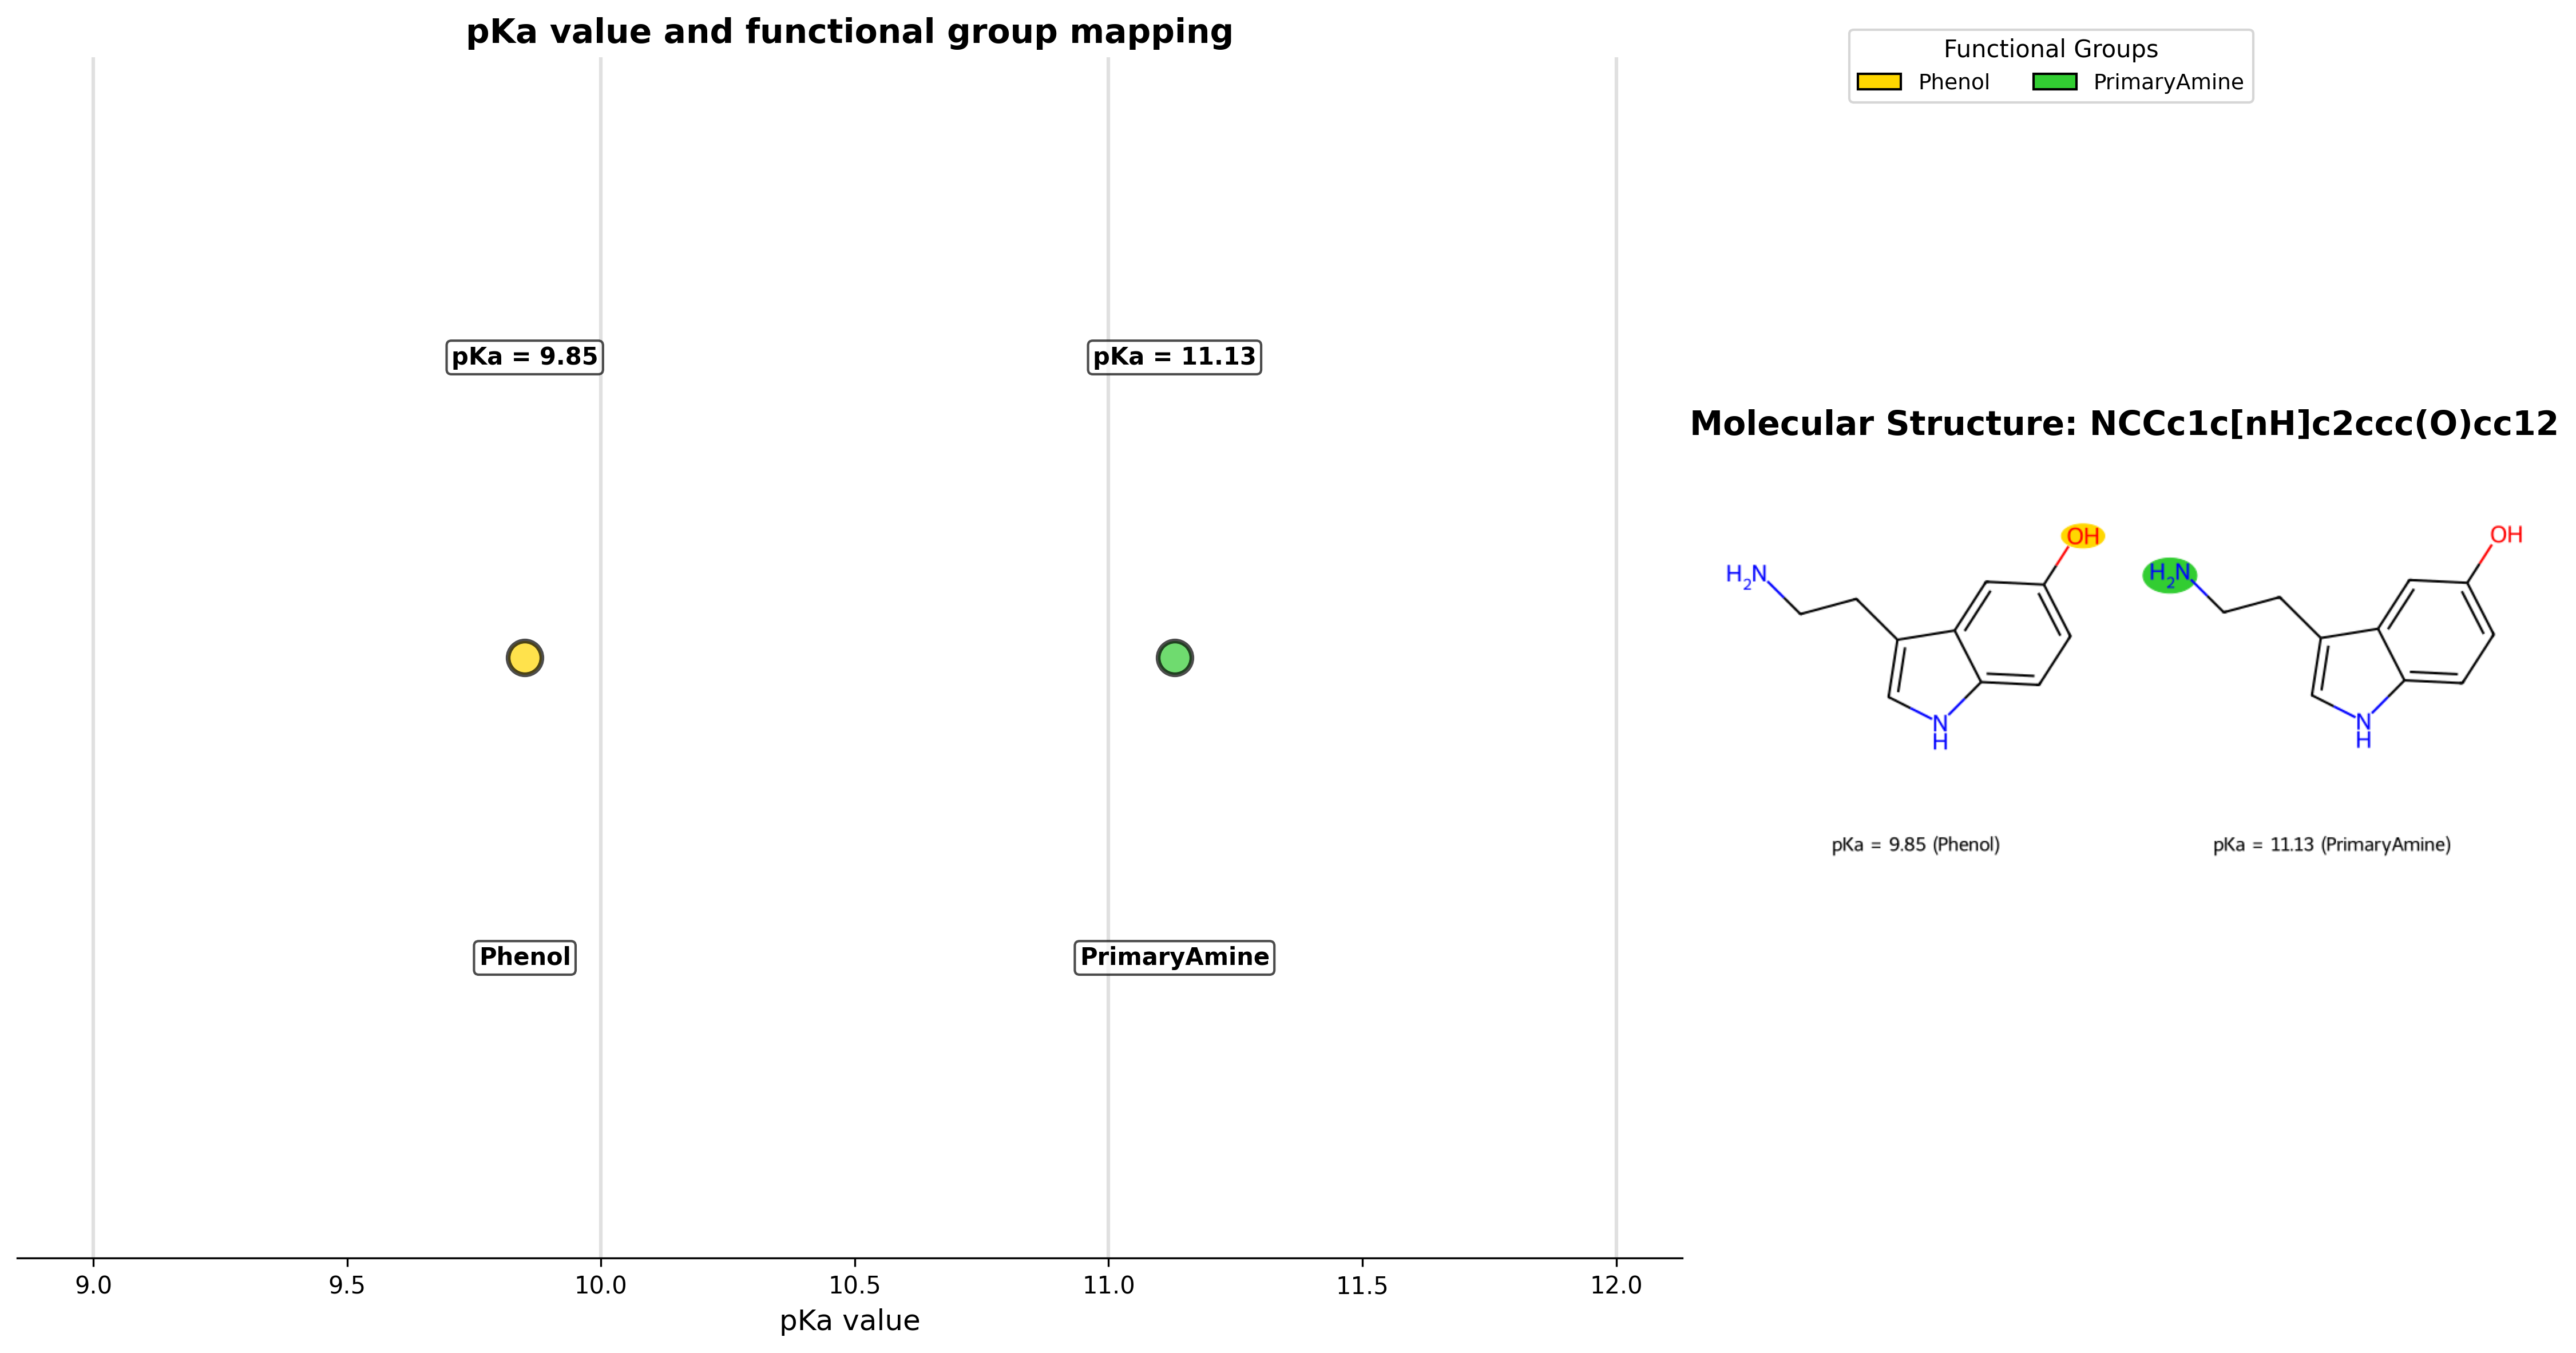 pKa value and functional group mapping
pKa = 9.85
pKa = 11.13
Phenol
PrimaryAmine
9.0
9.5
10.0
10.5
11.0
11.5
12.0
pKa value
Functional Groups
Phenol
PrimaryAmine
Molecular Structure: NCCc1c[nH]c2ccc(O)cc12
OH
H2N
N
H
OH
H2N
N
H
pKa = 9.85 (Phenol)
pKa = 11.13 (PrimaryAmine)